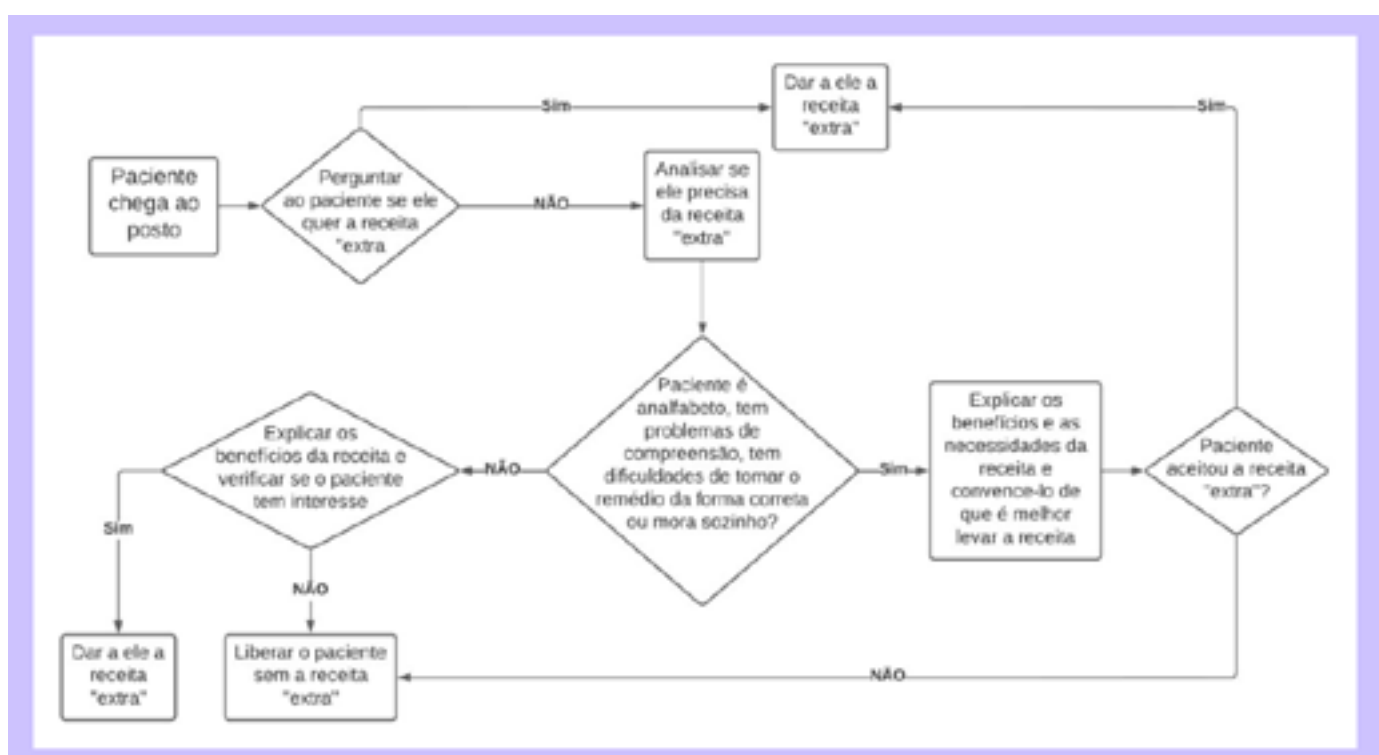 Dar a ele a
receita
"extra"
Sim
Sim
Paciente
chega ao
posto
Perguntar
ao paciente se ele
quer a receita
"extra
NÃO
Analisar se
ele precisa
da receita
"extra"
Explicar os
benefícios da receita e
verificar se o paciente
tem interesse
NÃO
Paciente é
analfabeto, tem
problemas de
compreensão, tem
dificuldades de tomar o
remédio da forma correta
ou mora sozinho?
Sim
Explicar os
benefícios e as
necessidades da
receita e
convence-lo de
que é melhor
levar a receita
Paciente
aceitou a receita
"extra"?
Sim
NÃO
Dar a ele a
receita
"extra"
Liberar o paciente
sem a receita
"extra"
NÃO